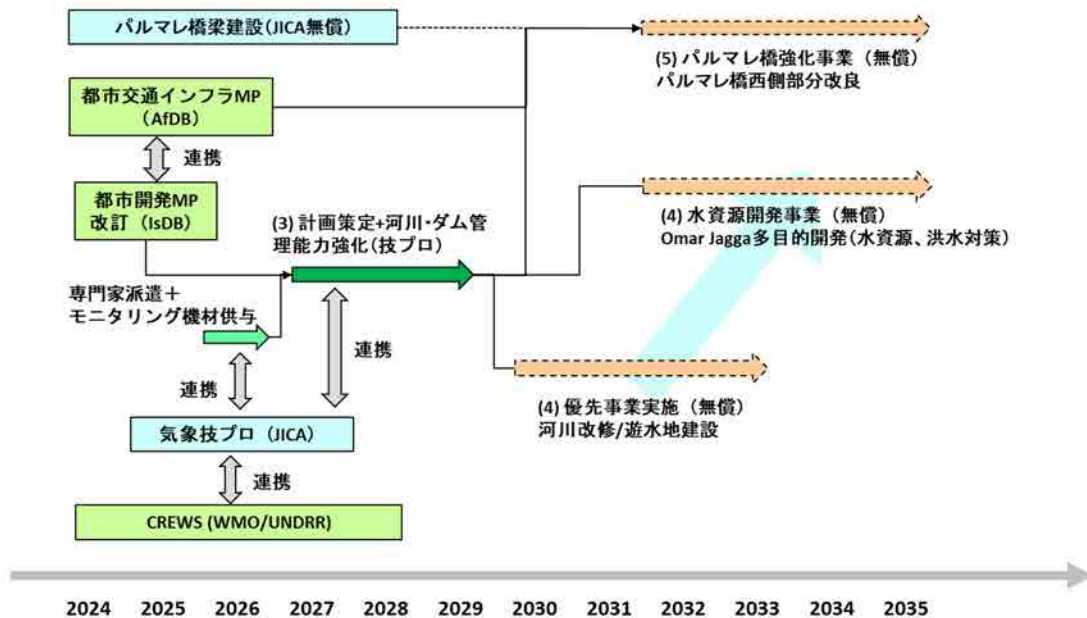 パルマレ橋梁建設(JICA無償)
(5) パルマレ橋強化事業（無償）
パルマレ橋西側部分改良
都市交通インフラMP
（AfDB）
連携
都市開発MP
改訂（IsDB）
(3) 計画策定+河川･ダム管
理能力強化(技プロ)
(4) 水資源開発事業（無償）
Omar Jagga多目的開発(水資源、洪水対策)
専門家派遣＋
モニタリング機材供与
連携
連携
(4) 優先事業実施（無償）
河川改修/遊水地建設
気象技プロ（JICA）
連携
CREWS (WMO/UNDRR)
2024 2025 2026 2027 2028 2029 2030 2031 2032 2033 2034 2035